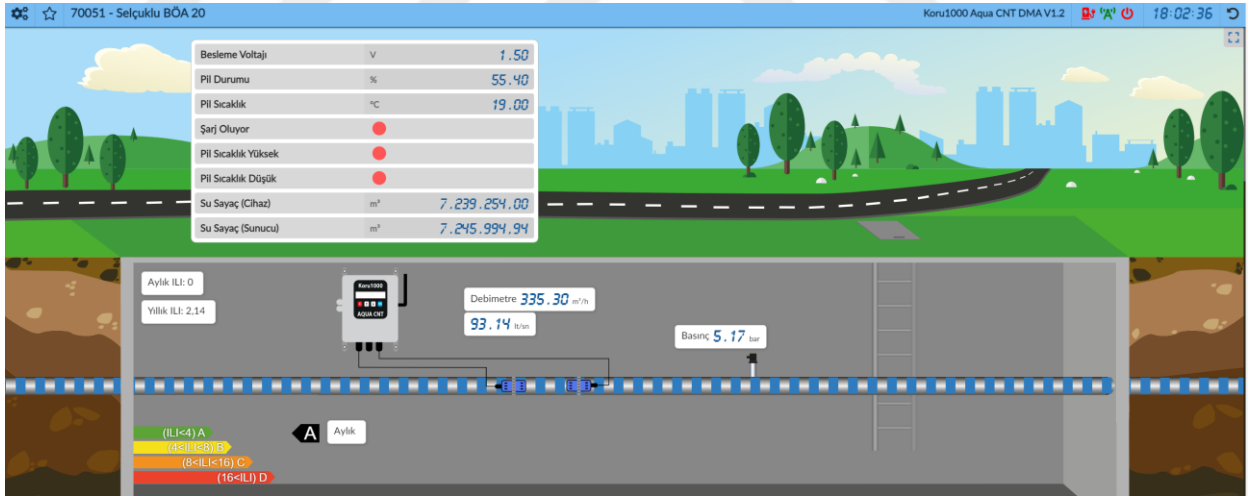 70051 - Selçuklu BÖA 20
Koru1000 Aqua CNT DMA V1.2
18:02:36
Besleme Voltajı V 1.50
Pil Durumu % 55.40
Pil Sıcaklık °C 19.00
Şarj Oluyor
Pil Sıcaklık Yüksek
Pil Sıcaklık Düşük
Su Sayaç (Cihaz) m³ 7.239.254.00
Su Sayaç (Sunucu) m³ 7.245.994.94
Aylık ILI: 0
Yıllık ILI: 2,14
Koru1000
AQUA CNT
Debimetre 335.30 m³/h
93.14 lt/sn
Basınç 5.17 bar
(ILI<4) A
(4<ILI<8) B
(8<ILI<16) C
(16<ILI) D
A Aylık